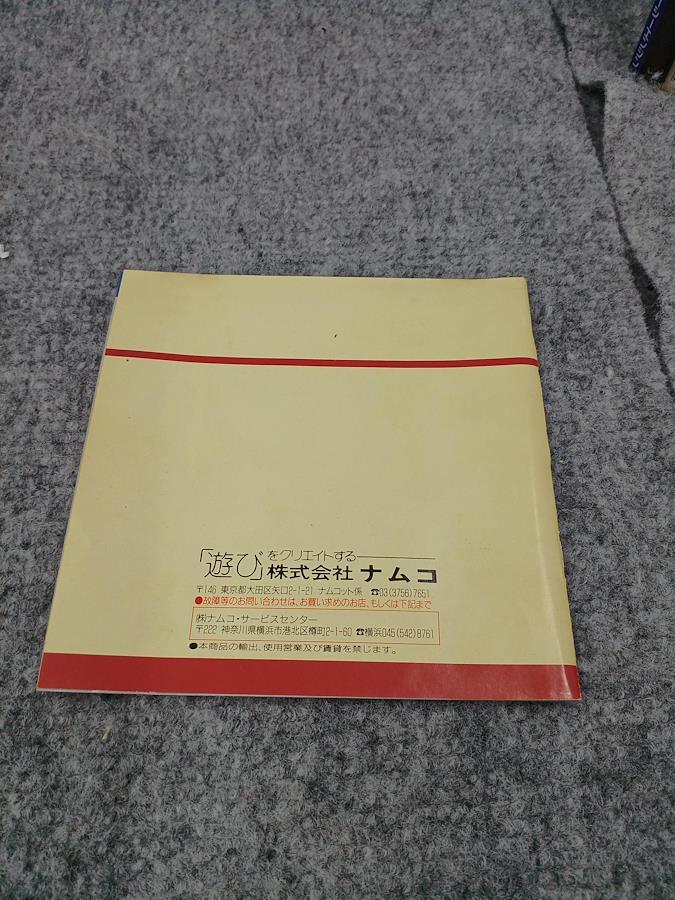 「遊び」をクリエイトする
株式会社 ナムコ
〒146 東京都大田区矢口2-1-21 ナムコット係 ☎03(3756)7651
●故障等のお問い合わせは、お買い求めのお店、もしくは下記まで
㈱ナムコ・サービスセンター
〒222 神奈川県横浜市港北区樽町2-1-60 ☎横浜045(542)8761
●本商品の輸出、使用営業及び賃貸を禁じます。